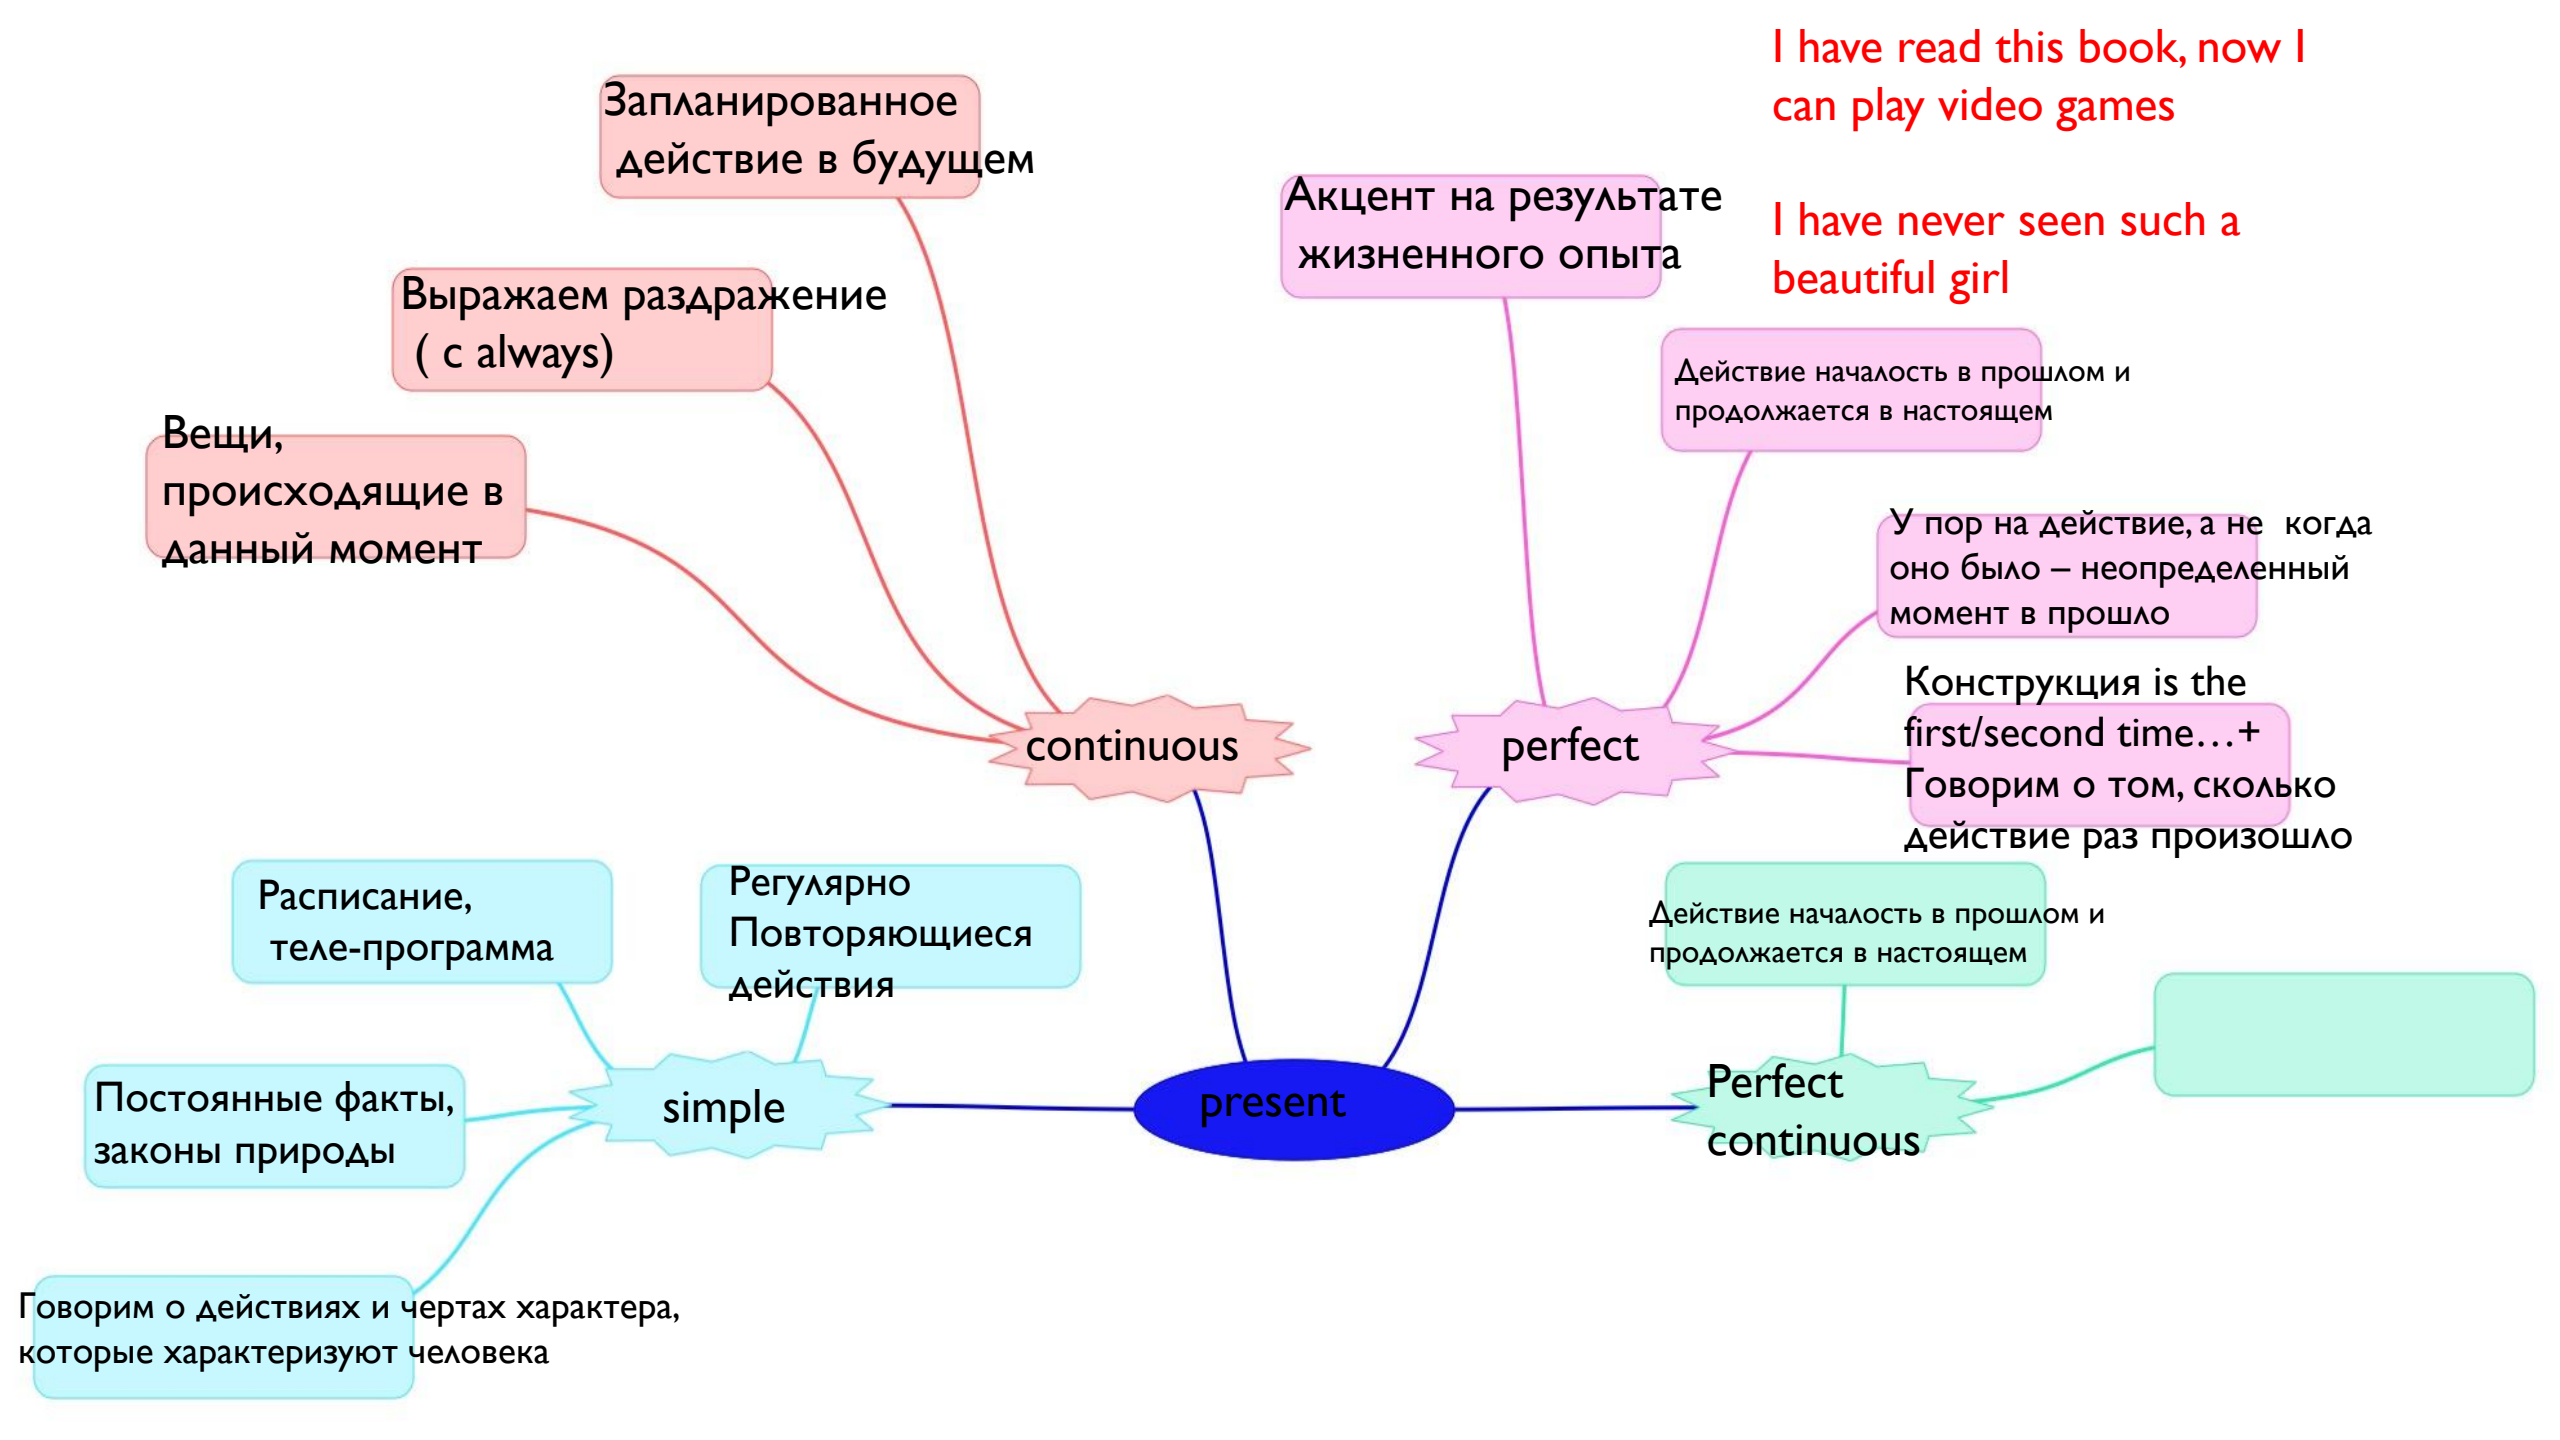 I have read this book, now I
can play video games
I have never seen such a
beautiful girl
Запланированное
действие в будущем
Акцент на результате
жизненного опыта
Выражаем раздражение
( с always)
Действие началость в прошлом и
продолжается в настоящем
Вещи,
происходящие в
данный момент
У пор на действие, а не когда
оно было – неопределенный
момент в прошло
Конструкция is the
first/second time…+
Говорим о том, сколько
действие раз произошло
continuous
perfect
Расписание,
теле-программа
Регулярно
Повторяющиеся
действия
Действие началость в прошлом и
продолжается в настоящем
Постоянные факты,
законы природы
simple
present
Perfect
continuous
Говорим о действиях и чертах характера,
которые характеризуют человека